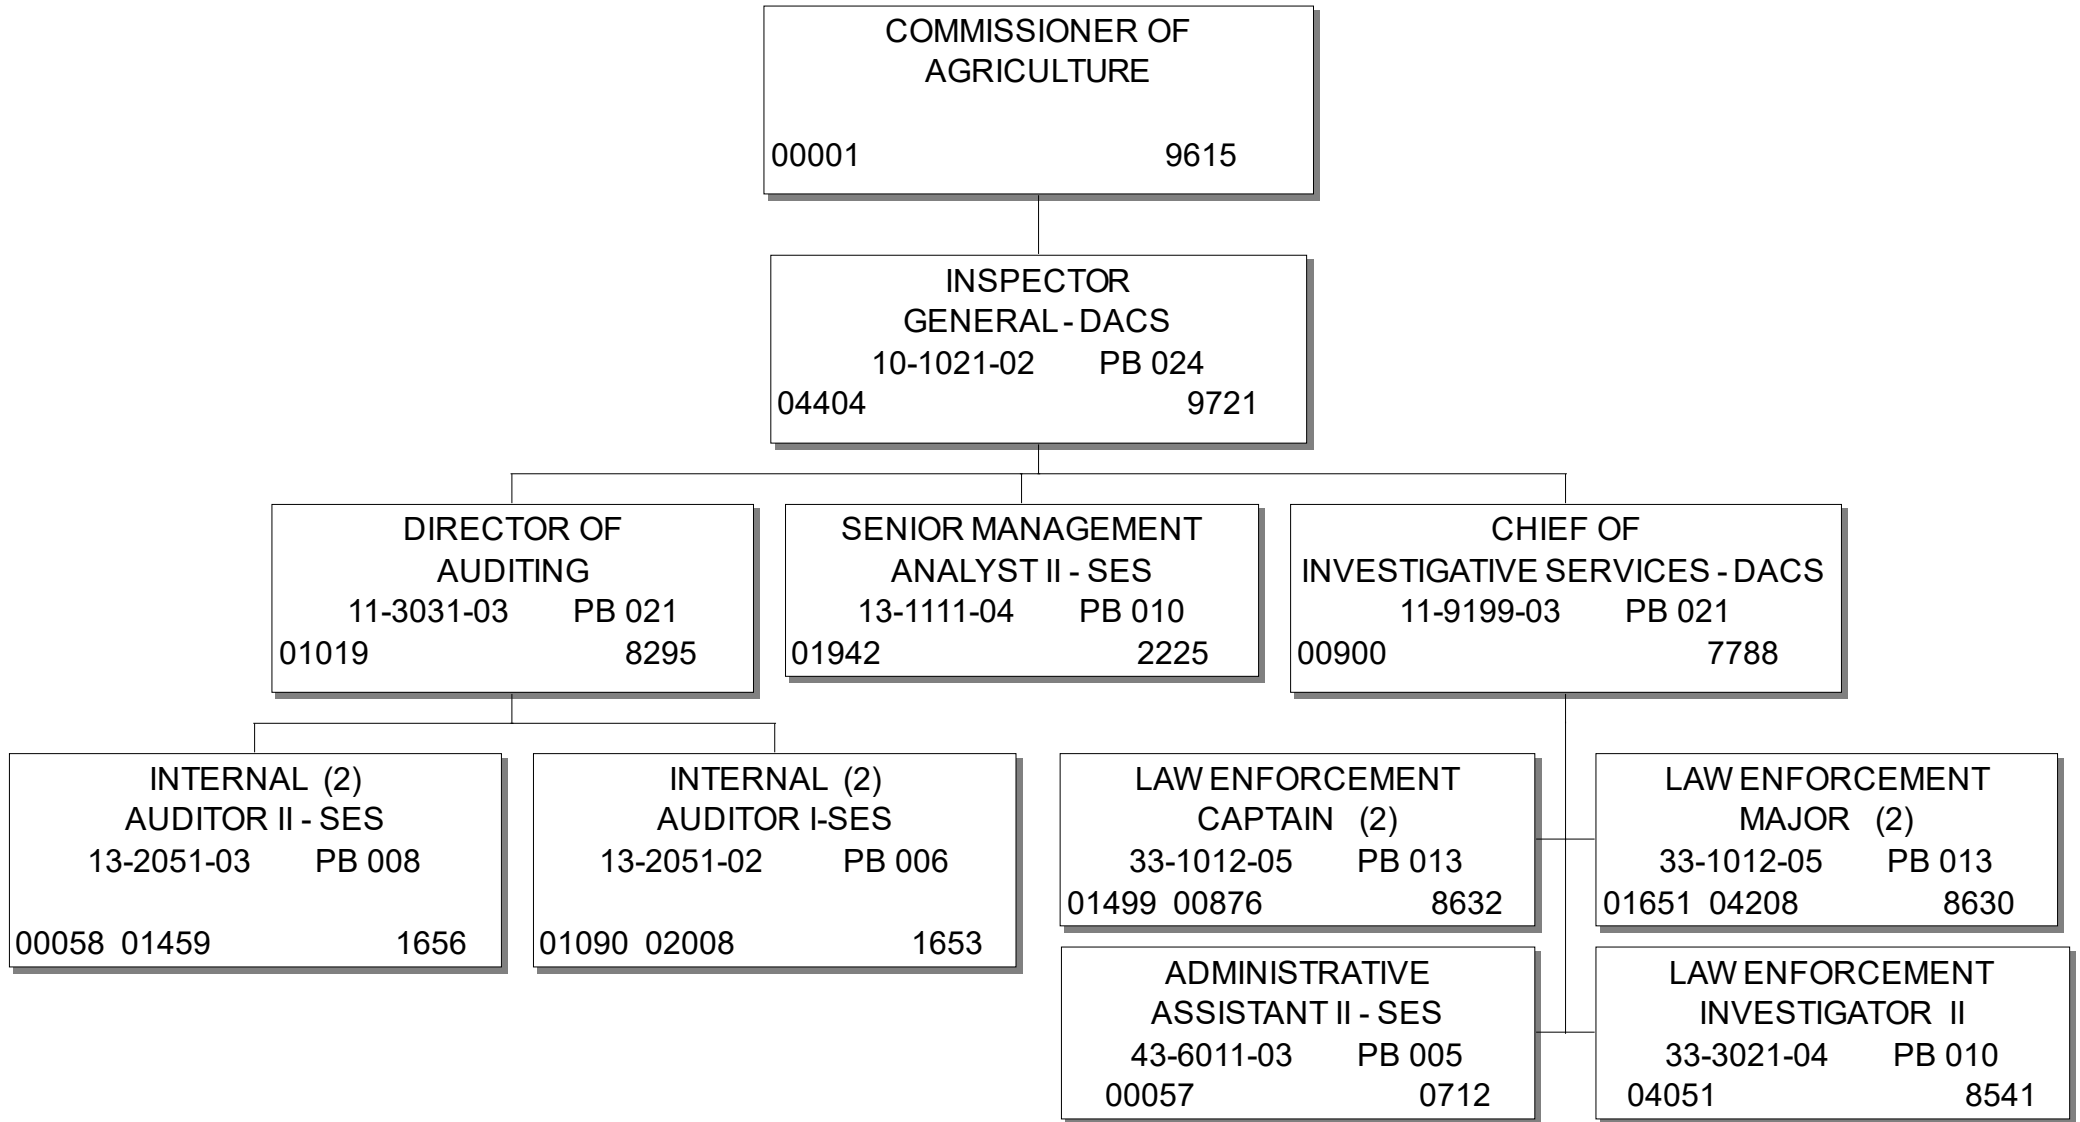 COMMISSIONER OF
AGRICULTURE
00001 9615
INSPECTOR
GENERAL - DACS
10-1021-02 PB 024
04404 9721
DIRECTOR OF
AUDITING
11-3031-03 PB 021
01019 8295
SENIOR MANAGEMENT
ANALYST II - SES
13-1111-04 PB 010
01942 2225
CHIEF OF
INVESTIGATIVE SERVICES - DACS
11-9199-03 PB 021
00900 7788
INTERNAL (2)
AUDITOR II - SES
13-2051-03 PB 008
00058 01459 1656
INTERNAL (2)
AUDITOR I-SES
13-2051-02 PB 006
01090 02008 1653
LAW ENFORCEMENT
CAPTAIN (2)
33-1012-05 PB 013
01499 00876 8632
LAW ENFORCEMENT
MAJOR (2)
33-1012-05 PB 013
01651 04208 8630
ADMINISTRATIVE
ASSISTANT II - SES
43-6011-03 PB 005
00057 0712
LAW ENFORCEMENT
INVESTIGATOR II
33-3021-04 PB 010
04051 8541